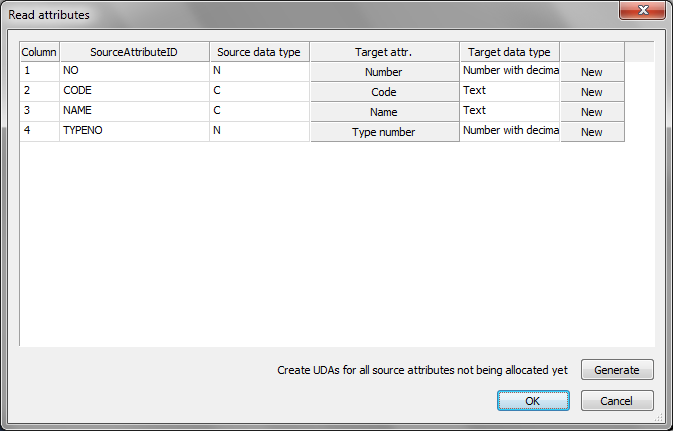 Read attributes
Column SourceAttributeID Source data type Target attr. Target data type
1 NO N Number Number with decima New
2 CODE C Code Text New
3 NAME C Name Text New
4 TYPENO N Type number Number with decima New
Create UDAs for all source attributes not being allocated yet Generate
OK Cancel